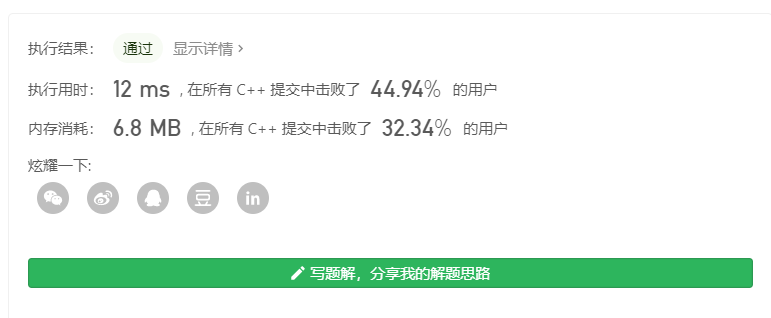 执行结果： 通过 显示详情 ›
执行用时： 12 ms , 在所有 C++ 提交中击败了 44.94% 的用户
内存消耗： 6.8 MB , 在所有 C++ 提交中击败了 32.34% 的用户
炫耀一下:
豆 in
写题解，分享我的解题思路